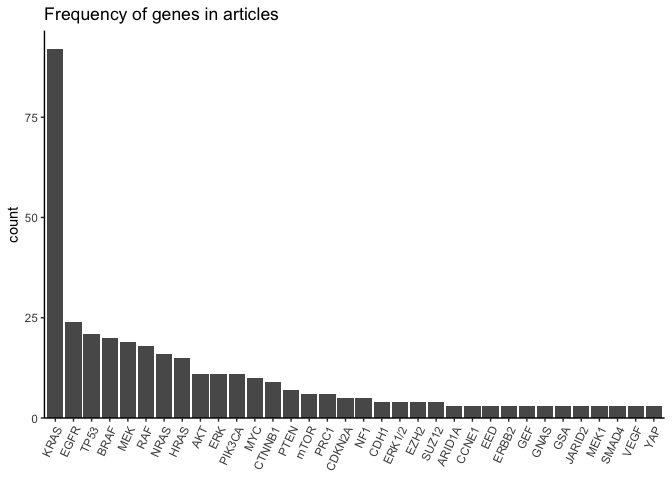 Frequency of genes in articles
count
75
50
25
0
KRAS
EGFR
TP53
BRAF
MEK
RAF
NRAS
HRAS
AKT
ERK
PIK3CA
MYC
CTNNB1
PTEN
mTOR
PRC1
CDKN2A
NF1
CDH1
ERK1/2
EZH2
SUZ12
ARID1A
CCNE1
EED
ERBB2
GEF
GNAS
GSA
JARID2
MEK1
SMAD4
VEGF
YAP